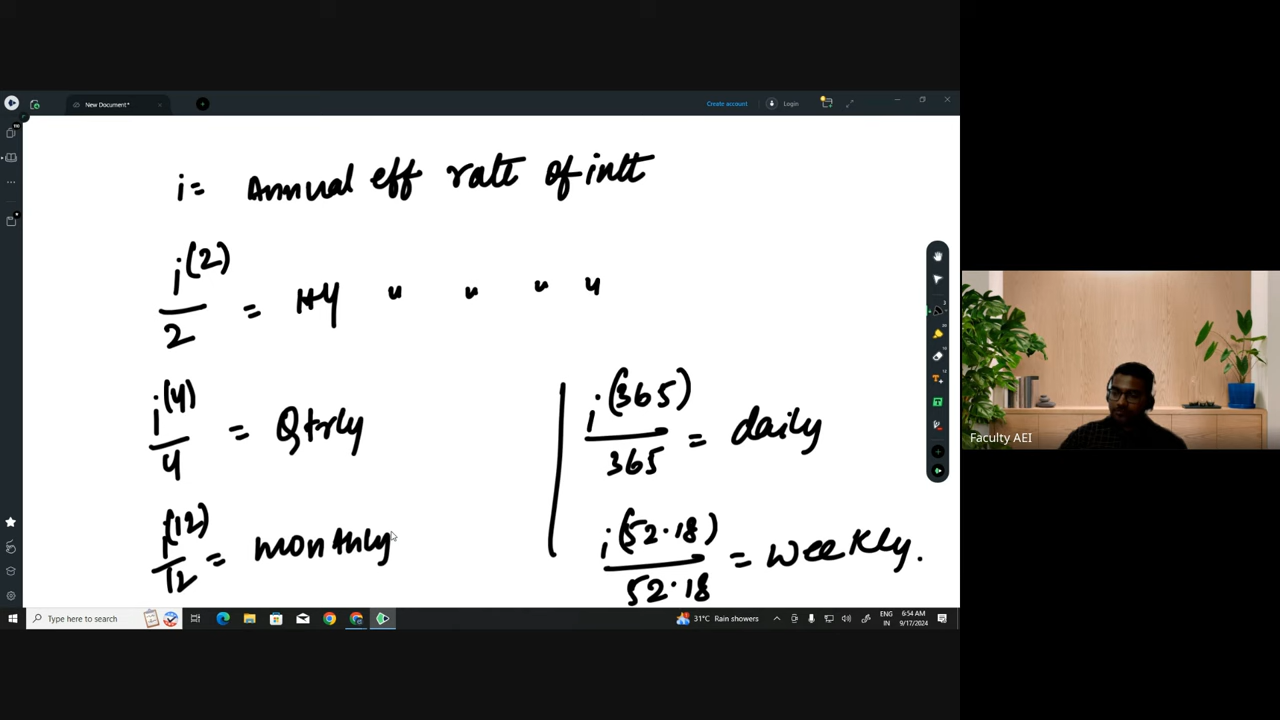 New Document*
Create account
Login
i = Annual eff rate of intt
i(2)/2 = HY " " " "
i(4)/4 = Qtrly
i(12)/12 = monthly
i(365)/365 = daily
i(52.18)/52.18 = weekly.
Faculty AEI
Type here to search
31°C Rain showers
ENG
IN
6:54 AM
9/17/2024